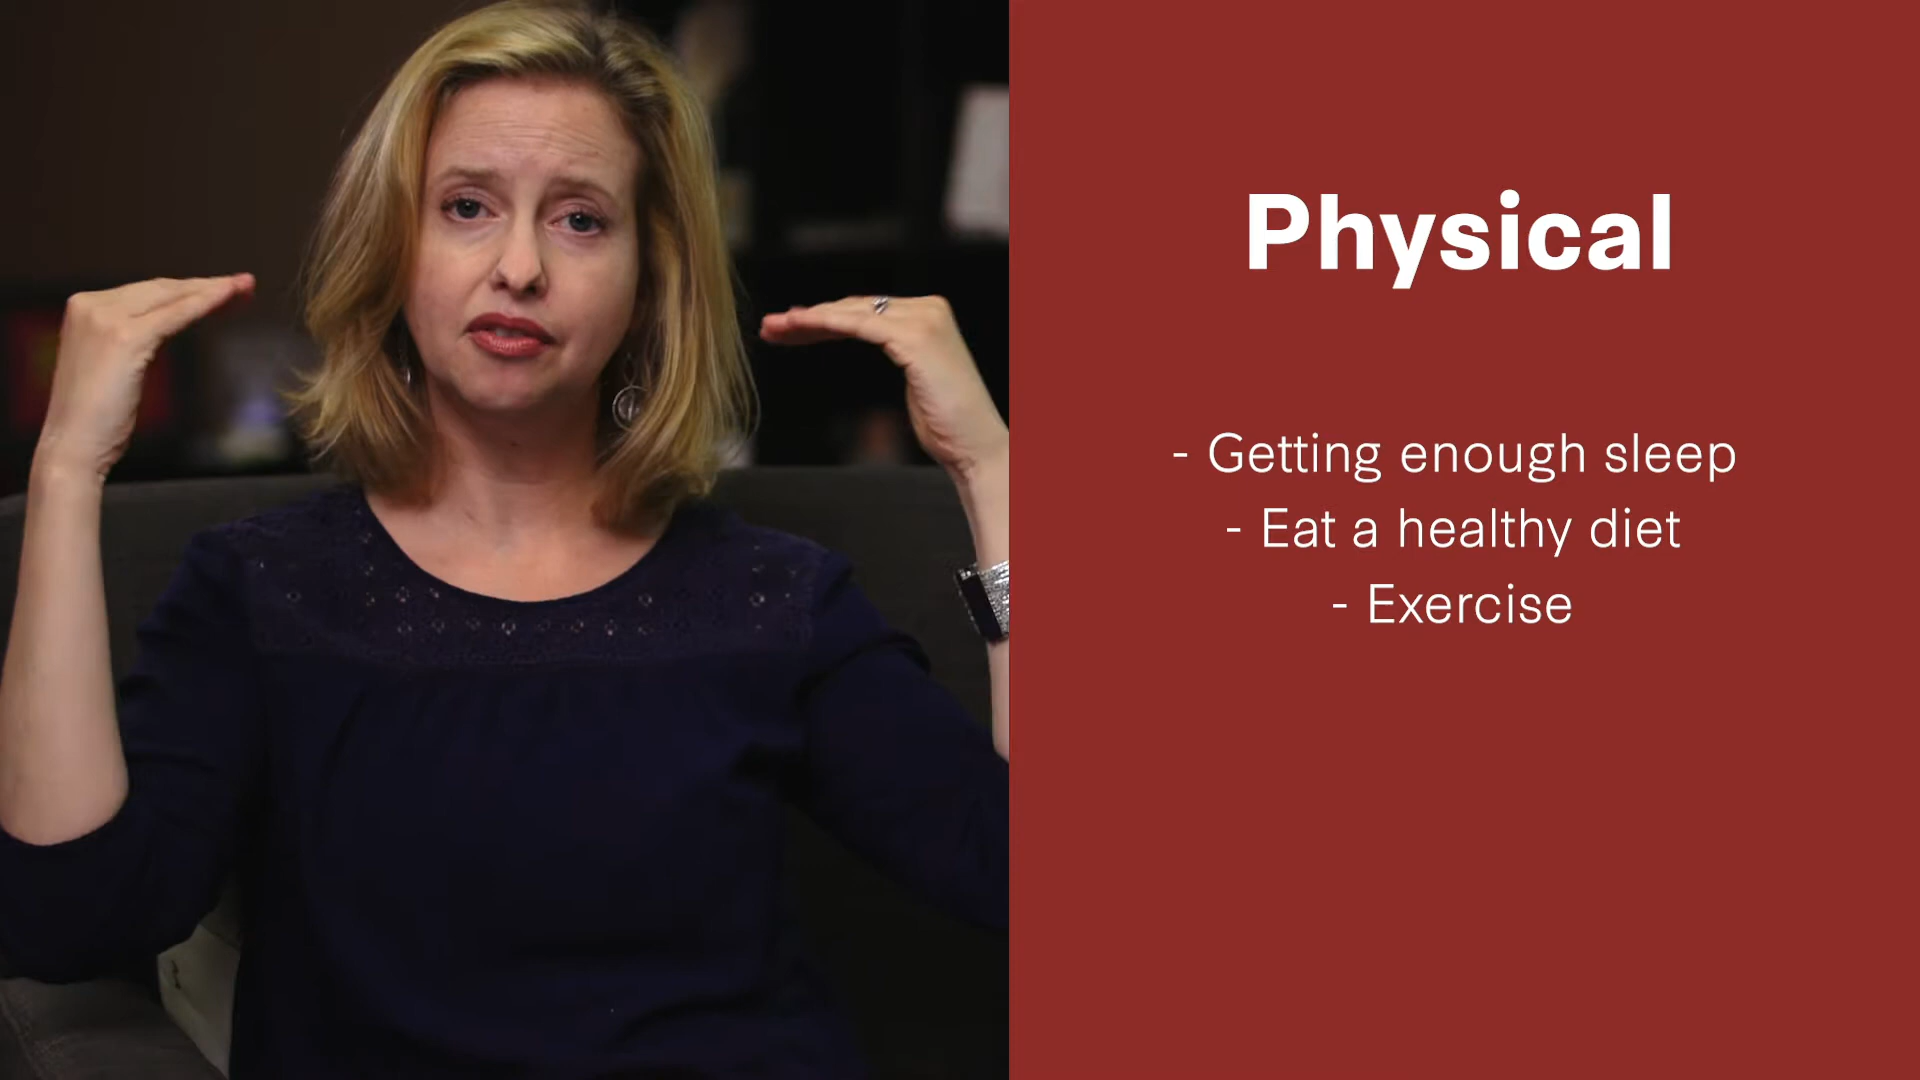 Physical
- Getting enough sleep
- Eat a healthy diet
- Exercise